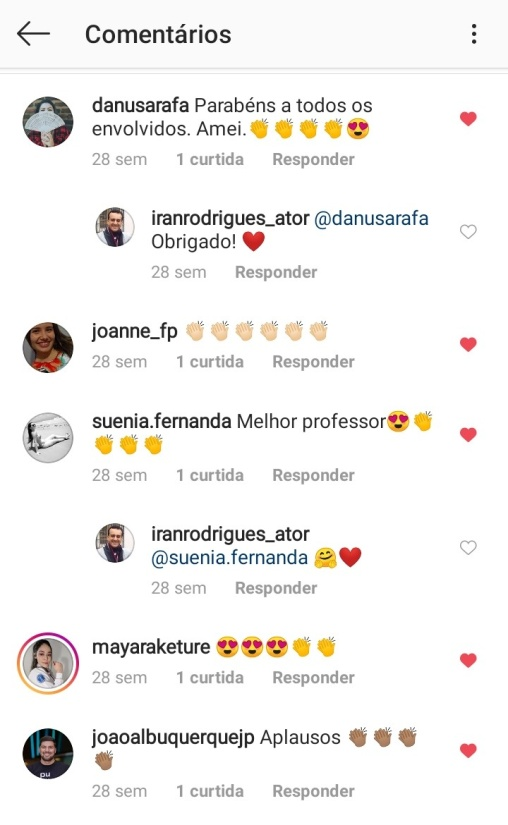 Comentários
danusarafa Parabéns a todos os
envolvidos. Amei.👏👏👏👏😍
28 sem 1 curtida Responder
iranrodrigues_ator @danusarafa
Obrigado! ❤️
28 sem Responder
joanne_fp 👏🏻👏🏻👏🏻👏🏻👏🏻👏🏻
28 sem 1 curtida Responder
suenia.fernanda Melhor professor😍👏
👏👏👏
28 sem 1 curtida Responder
iranrodrigues_ator
@suenia.fernanda 🤗❤️
28 sem Responder
mayaraketure 😍😍😍👏👏
28 sem 1 curtida Responder
joaoalbuquerquejp Aplausos 👏🏽👏🏽👏🏽
👏🏽
28 sem 1 curtida Responder
pu